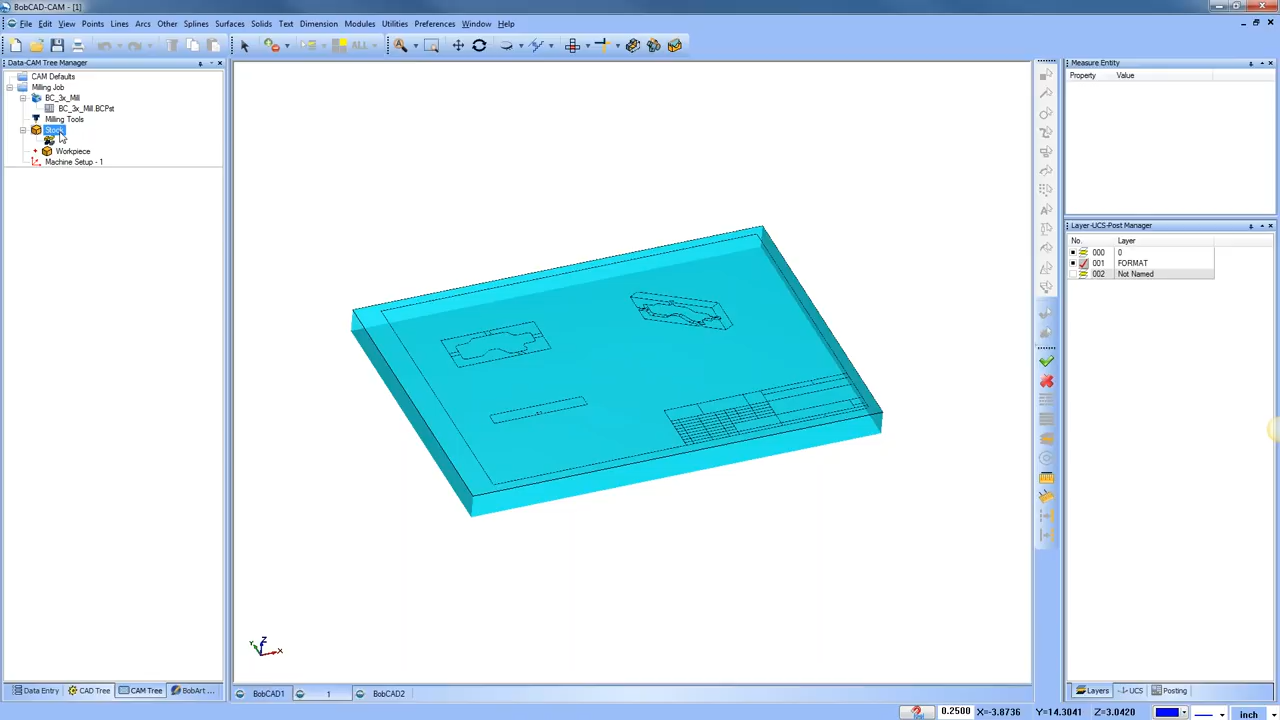 BobCAD-CAM - [1]
File Edit View Points Lines Arcs Other Splines Surfaces Solids Text Dimension Modules Utilities Preferences Window Help
ALL
Data-CAM Tree Manager
CAM Defaults
Milling Job
BC_3x_Mill
BC_3x_Mill.BCPst
Milling Tools
Stock
Workpiece
Machine Setup - 1
Measure Entity
Property Value
Layer-UCS-Post Manager
No. Layer
000 0
001 FORMAT
002 Not Named
Y Z X
Data Entry CAD Tree CAM Tree BobArt ...
BobCAD1 1 BobCAD2
Layers UCS Posting
0.2500 X=-3.8736 Y=14.3041 Z=3.0420 inch